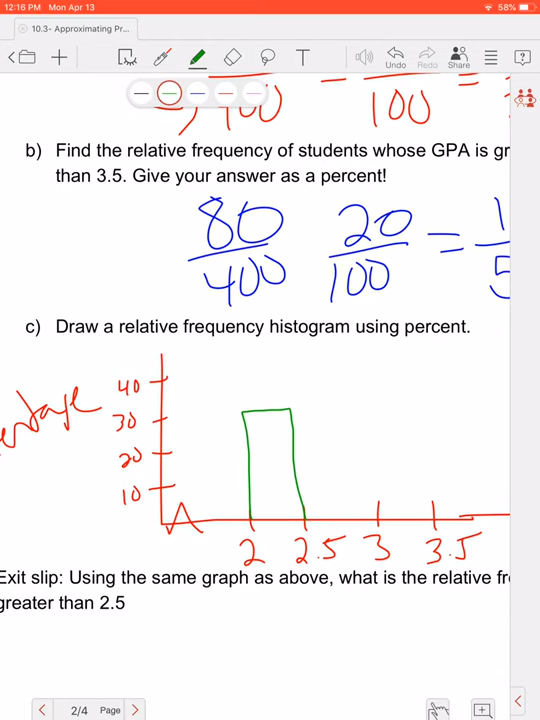 12:16 PM Mon Apr 13
58%
10.3- Approximating Pr...
T
Undo
Redo
Share
100 - 100 =
b) Find the relative frequency of students whose GPA is gr
than 3.5. Give your answer as a percent!
80/400 20/100 = 1/5
c) Draw a relative frequency histogram using percent.
40
30
20
10
2 2.5 3 3.5
Exit slip: Using the same graph as above, what is the relative fr
greater than 2.5
2/4 Page